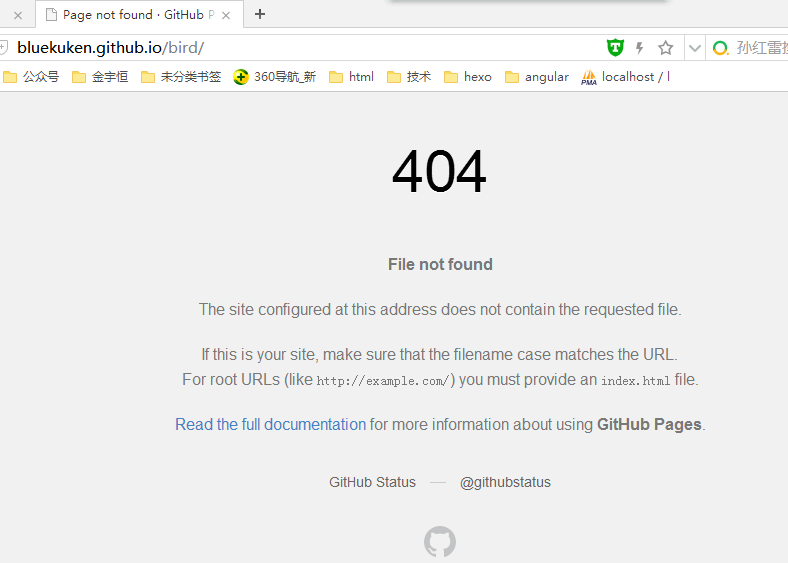 Page not found · GitHub P
bluekuken.github.io/bird/
孙红雷
公众号 金宇恒 未分类书签 360导航_新 html 技术 hexo angular PMA localhost / l
404
File not found
The site configured at this address does not contain the requested file.
If this is your site, make sure that the filename case matches the URL.
For root URLs (like http://example.com/) you must provide an index.html file.
Read the full documentation for more information about using GitHub Pages.
GitHub Status — @githubstatus